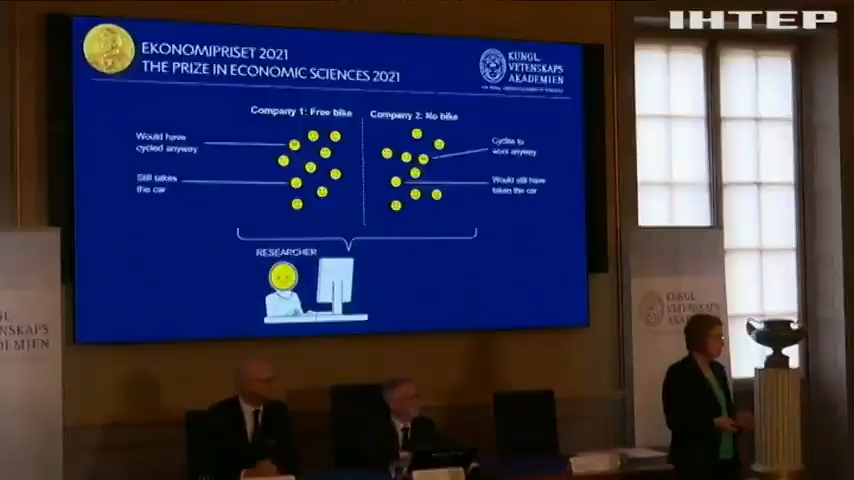 ІНТЕР
EKONOMIPRISET 2021
THE PRIZE IN ECONOMIC SCIENCES 2021
KUNGL.
VETENSKAPS
AKADEMIEN
Company 1: Free bike
Company 2: No bike
Would have
cycled anyway
Cycles to
work anyway
Still takes
the car
Would still have
taken the car
RESEARCHER
KUNGL.